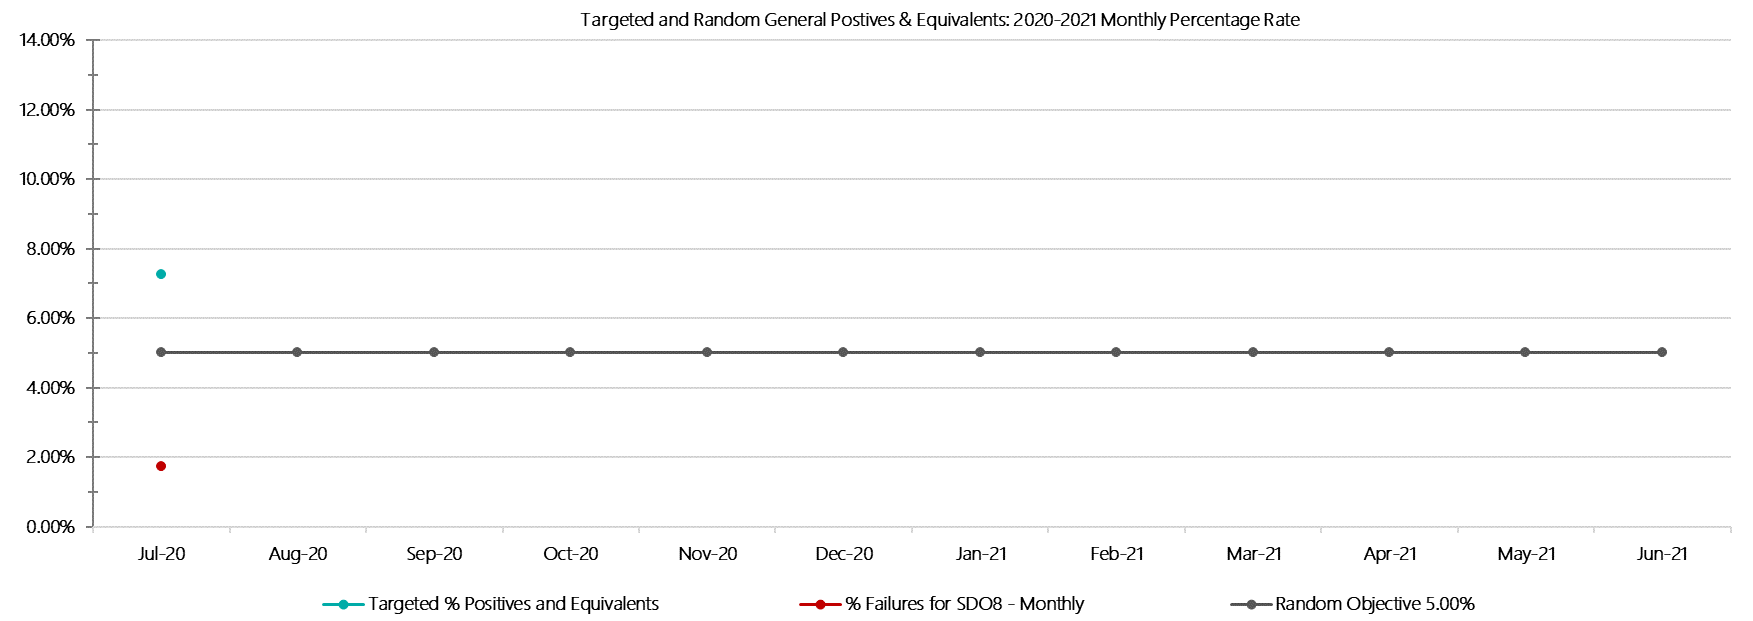 Targeted and Random General Postives & Equivalents: 2020-2021 Monthly Percentage Rate
14.00%
12.00%
10.00%
8.00%
6.00%
4.00%
2.00%
0.00%
Jul-20 Aug-20 Sep-20 Oct-20 Nov-20 Dec-20 Jan-21 Feb-21 Mar-21 Apr-21 May-21 Jun-21
Targeted % Positives and Equivalents % Failures for SDO8 - Monthly Random Objective 5.00%